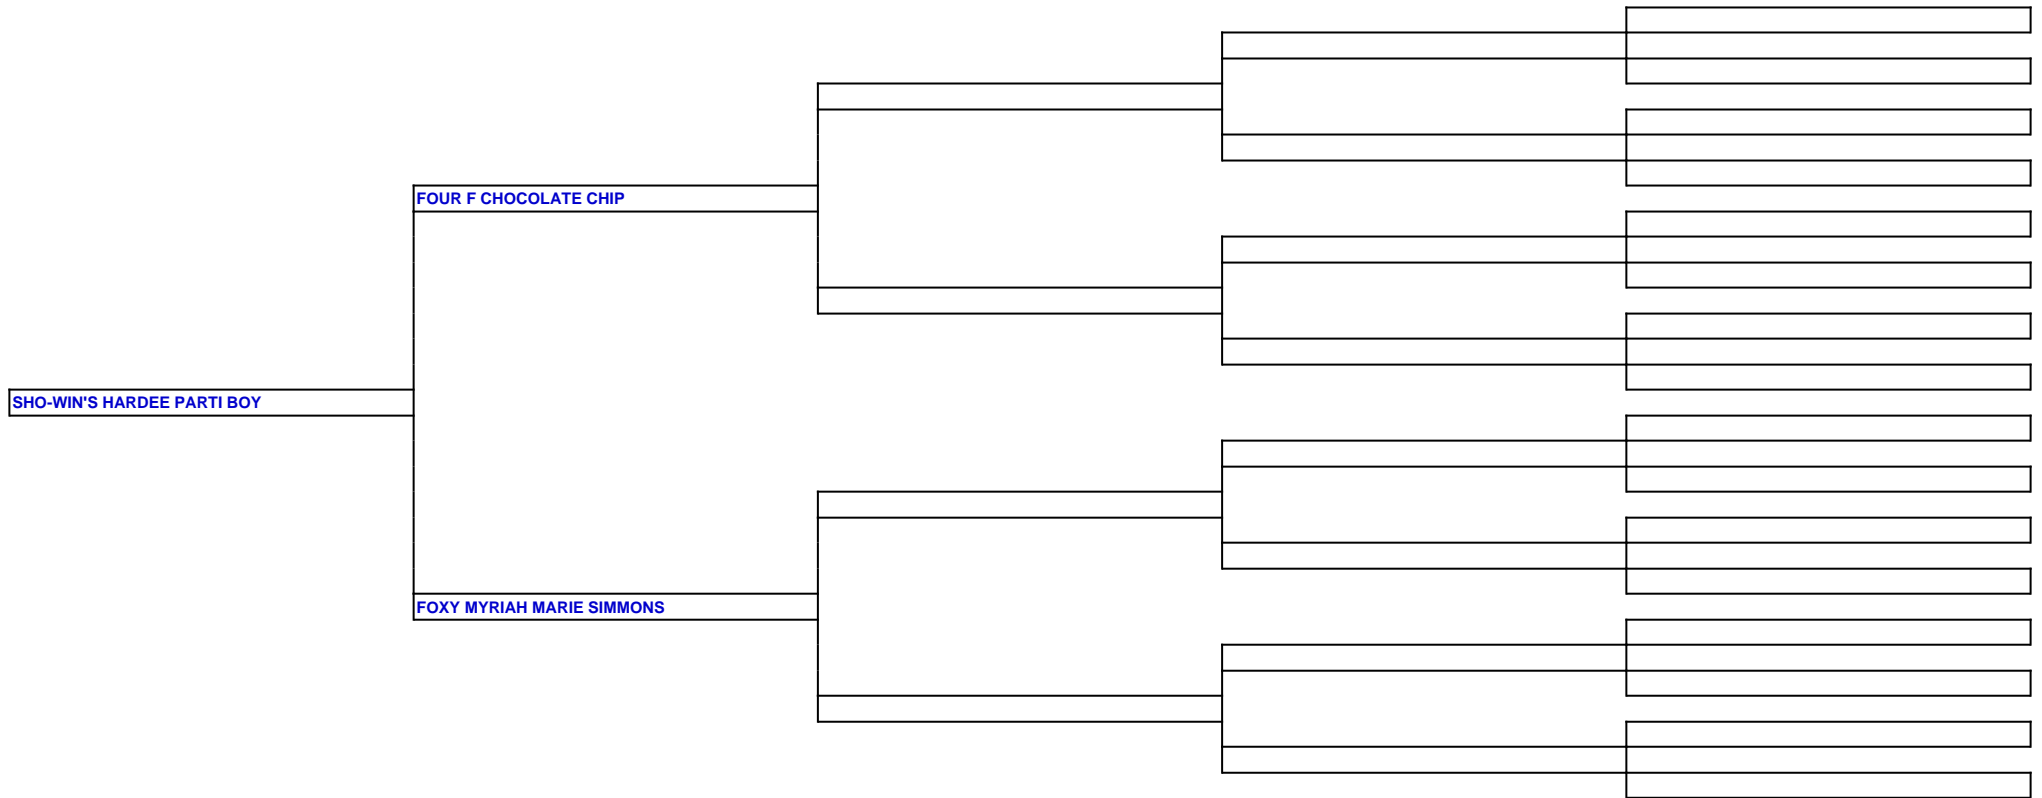 FOUR F CHOCOLATE CHIP
SHO-WIN'S HARDEE PARTI BOY
FOXY MYRIAH MARIE SIMMONS